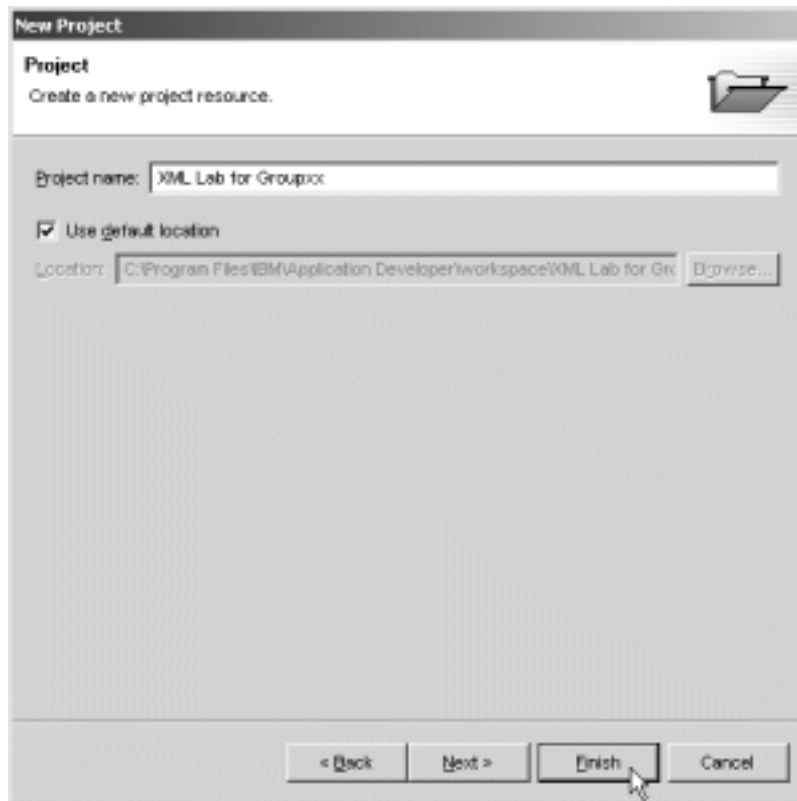 New Project
Project
Create a new project resource.
Project name: XML Lab for Groupxx
Use default location
Location: C:\Program Files\IBM\Application Developer\workspace\XML Lab for Gro Browse...
< Back Next > Finish Cancel